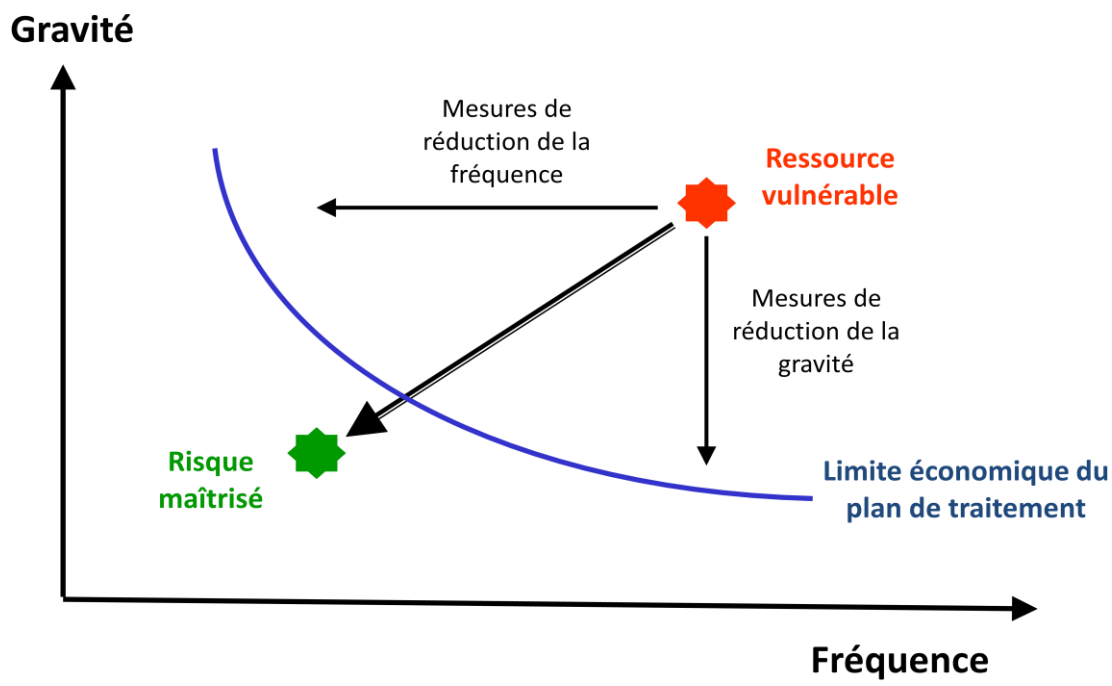 Gravité
Mesures de
réduction de la
fréquence
Ressource
vulnérable
Mesures de
réduction de la
gravité
Risque
maîtrisé
Limite économique du
plan de traitement
Fréquence